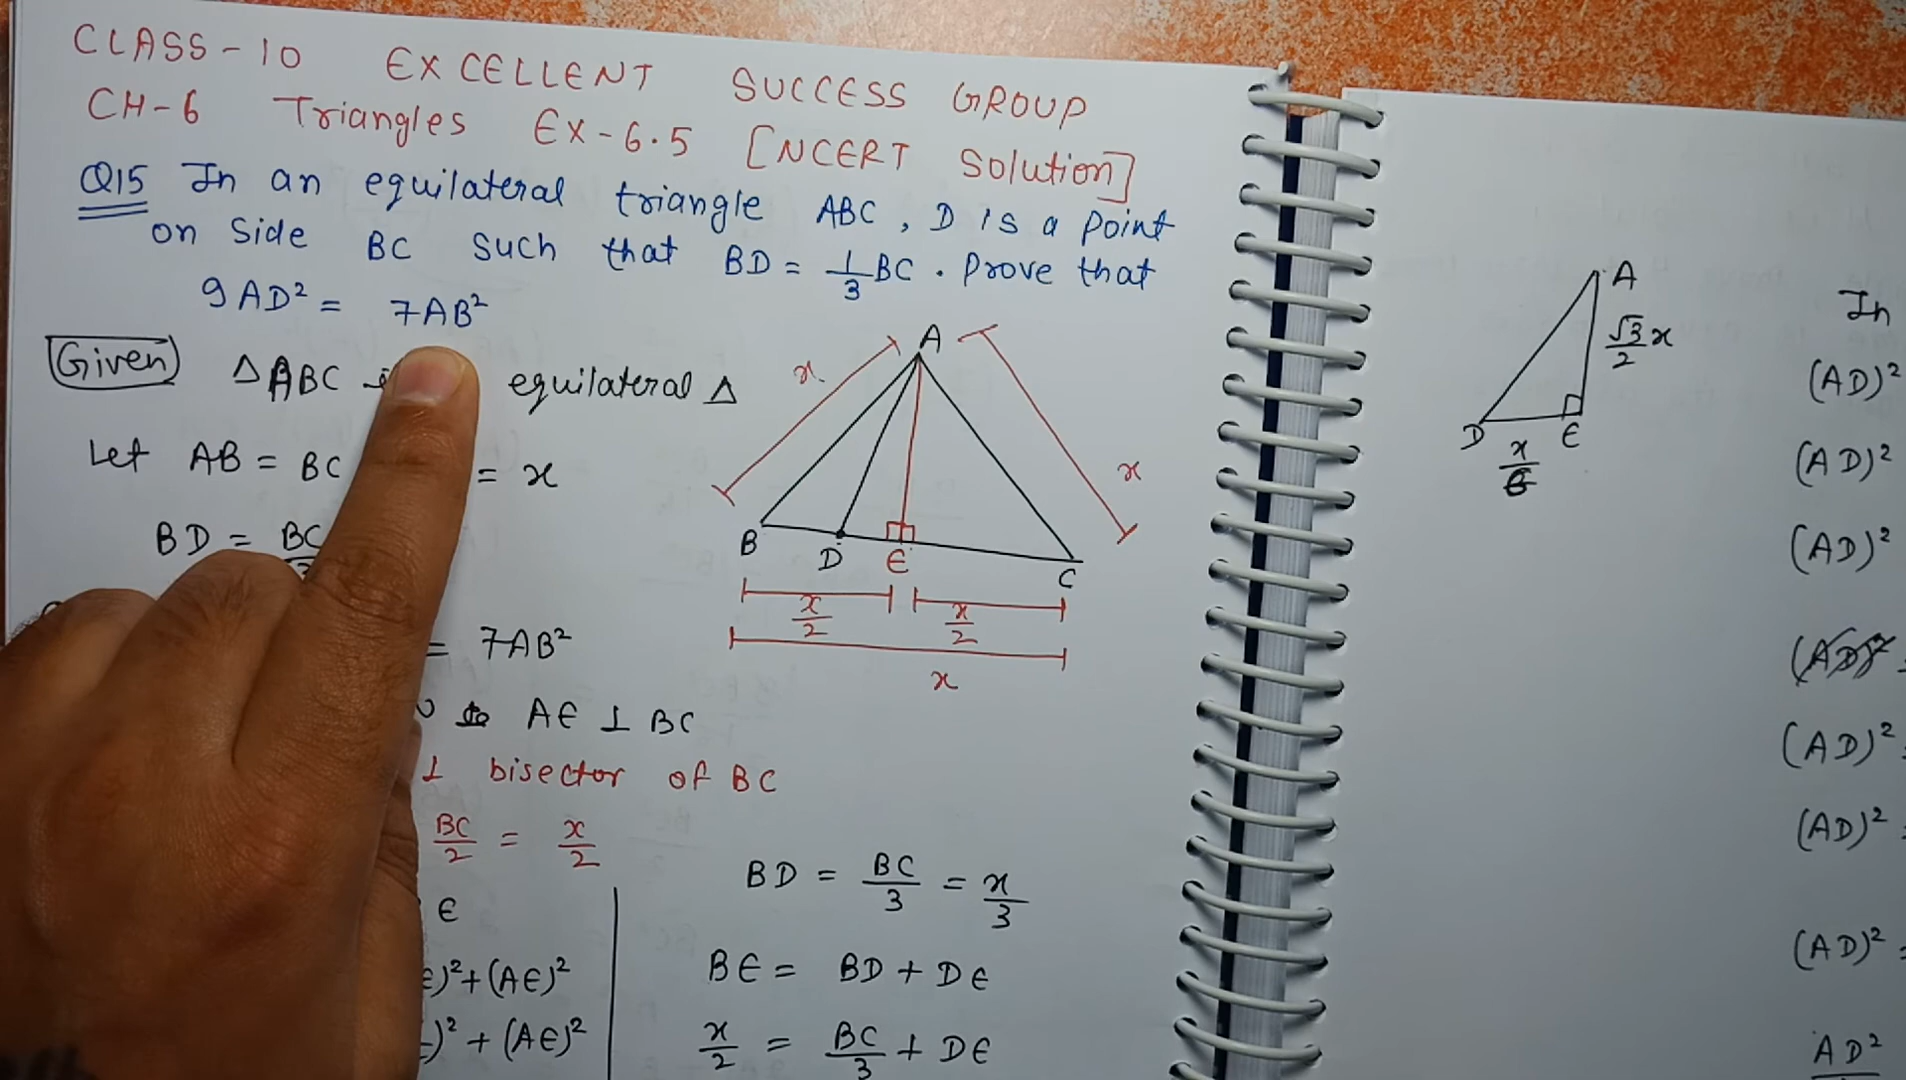 CLASS-10 EXCELLENT SUCCESS GROUP
CH-6 Triangles EX-6.5 [NCERT Solution]
Q15 In an equilateral triangle ABC, D is a point
on side BC such that BD = 1/3 BC. Prove that
9AD² = 7AB²
Given △ABC equilateral △
Let AB = BC = x
BD = BC
= 7AB²
AE ⊥ BC
⊥ bisector of BC
BC/2 = x/2
E
)²+(AE)²
)² + (AE)²
A
x
x
B
D
E
C
x/2
x/2
x
BD = BC/3 = x/3
BE = BD + DE
x/2 = BC/3 + DE
A
√3/2 x
D
E
x/6
In
(AD)²
(AD)²
(AD)²
(AD)²
(AD)²
(AD)²
AD²